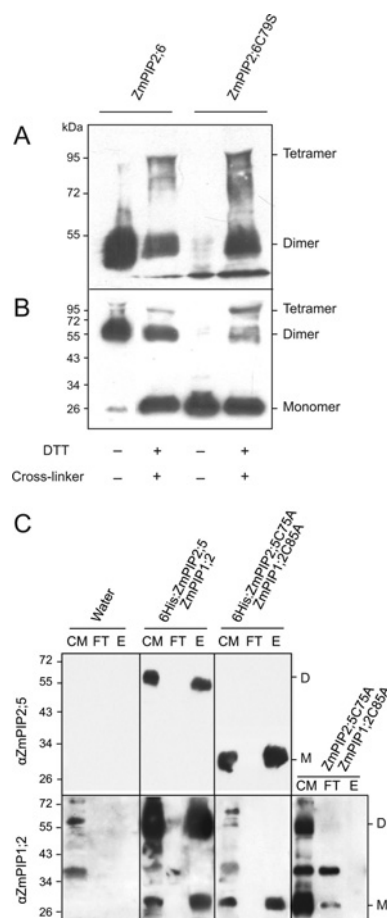 ZmPIP2;6
ZmPIP2;6C79S
A
kDa
95
72
55
Tetramer
Dimer
B
95
72
55
43
34
26
Tetramer
Dimer
Monomer
DTT – + – +
Cross-linker – + – +
C
Water
6His:ZmPIP2;5
ZmPIP1;2
6His:ZmPIP2;5C75A
ZmPIP1;2C85A
CM FT E CM FT E CM FT E
αZmPIP2;5
72
55
43
34
26
D
M
ZmPIP2;5C75A
ZmPIP1;2C85A
CM FT E
αZmPIP1;2
72
55
43
34
26
D
M